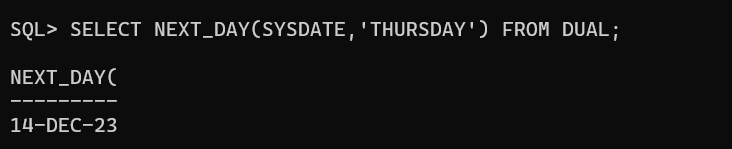 SQL> SELECT NEXT_DAY(SYSDATE,'THURSDAY') FROM DUAL;
NEXT_DAY(
---------
14-DEC-23